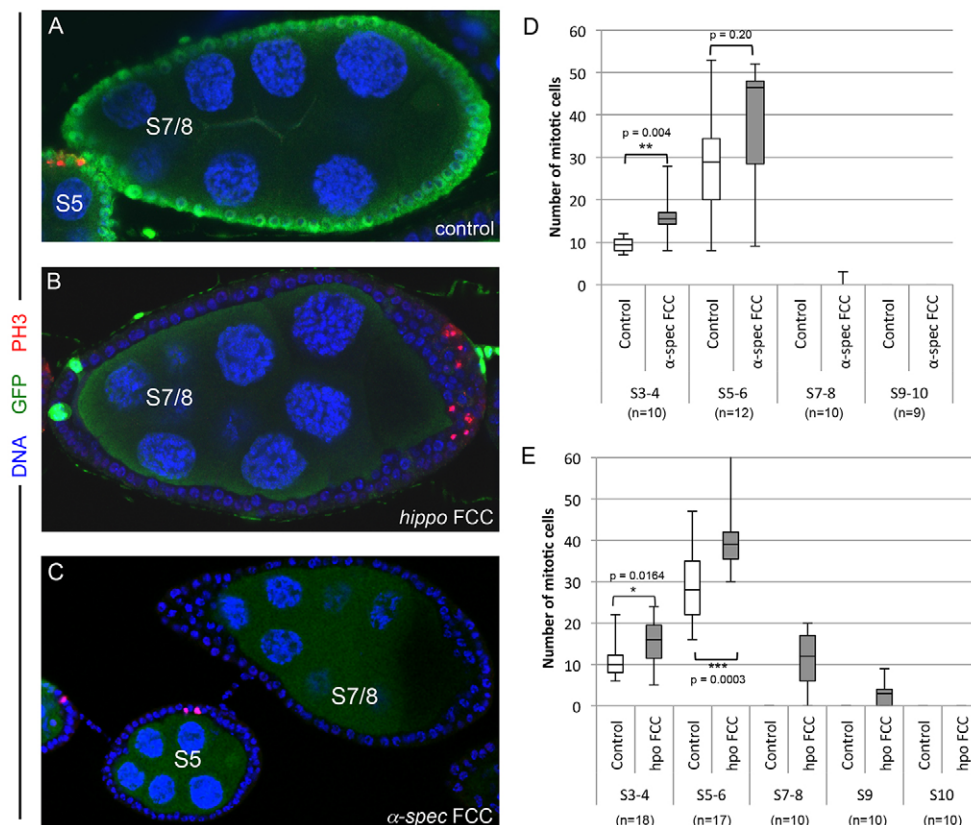 DNA GFP PH3
A
S7/8
S5
control
B
S7/8
hippo FCC
C
S7/8
S5
α-spec FCC
D
Number of mitotic cells
60
50
40
30
20
10
0
p = 0.004
**
p = 0.20
Control
α-spec FCC
Control
α-spec FCC
Control
α-spec FCC
Control
α-spec FCC
S3-4
S5-6
S7-8
S9-10
(n=10)
(n=12)
(n=10)
(n=9)
E
Number of mitotic cells
60
50
40
30
20
10
0
p = 0.0164
*
***
p = 0.0003
Control
hpo FCC
Control
hpo FCC
Control
hpo FCC
Control
hpo FCC
Control
hpo FCC
S3-4
S5-6
S7-8
S9
S10
(n=18)
(n=17)
(n=10)
(n=10)
(n=10)